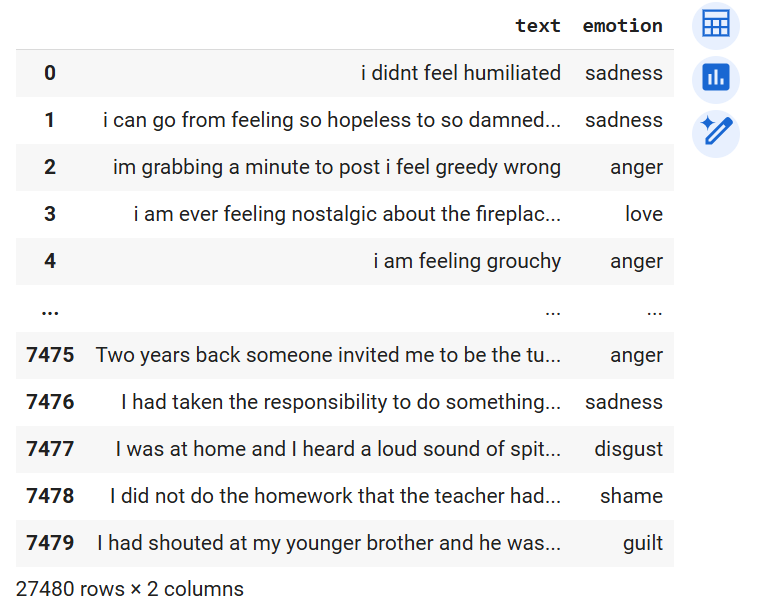 text emotion
0 i didnt feel humiliated sadness
1 i can go from feeling so hopeless to so damned... sadness
2 im grabbing a minute to post i feel greedy wrong anger
3 i am ever feeling nostalgic about the fireplac... love
4 i am feeling grouchy anger
... ... ...
7475 Two years back someone invited me to be the tu... anger
7476 I had taken the responsibility to do something... sadness
7477 I was at home and I heard a loud sound of spit... disgust
7478 I did not do the homework that the teacher had... shame
7479 I had shouted at my younger brother and he was... guilt
27480 rows × 2 columns